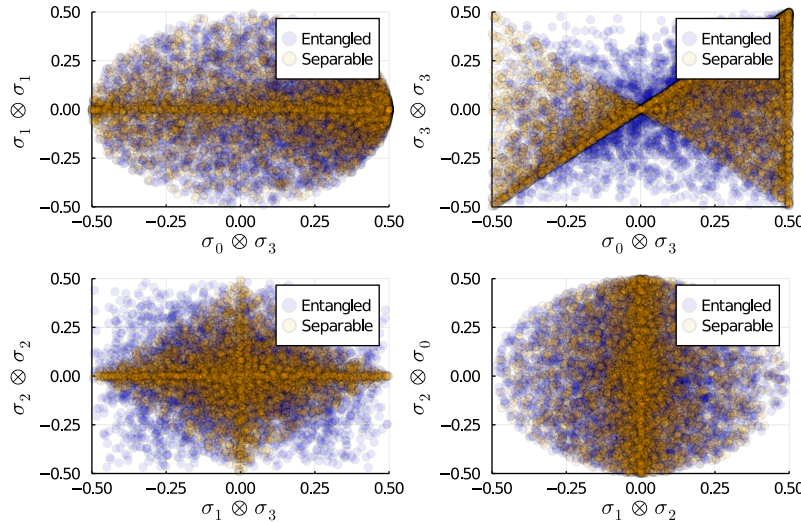 0.50
0.25
0.00
−0.25
−0.50
σ₁ ⊗ σ₁
Entangled
Separable
−0.50 −0.25 0.00 0.25 0.50
σ₀ ⊗ σ₃
0.50
0.25
0.00
−0.25
−0.50
σ₃ ⊗ σ₃
Entangled
Separable
−0.50 −0.25 0.00 0.25 0.50
σ₀ ⊗ σ₃
0.50
0.25
0.00
−0.25
−0.50
σ₂ ⊗ σ₂
Entangled
Separable
−0.50 −0.25 0.00 0.25 0.50
σ₁ ⊗ σ₃
0.50
0.25
0.00
−0.25
−0.50
σ₂ ⊗ σ₀
Entangled
Separable
−0.50 −0.25 0.00 0.25 0.50
σ₁ ⊗ σ₂